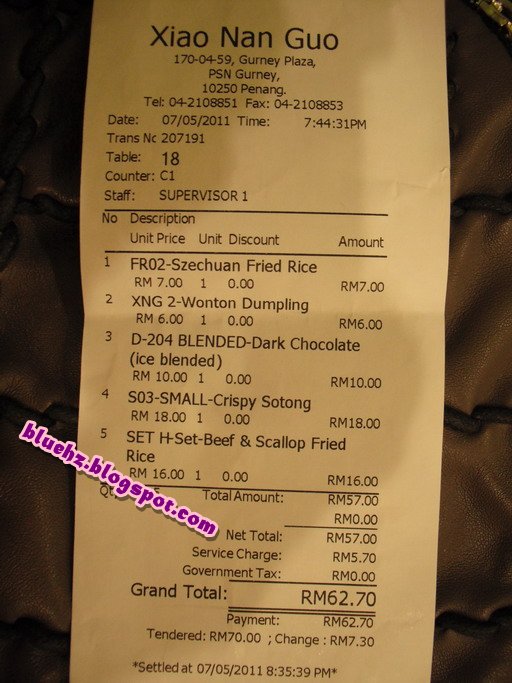 Xiao Nan Guo
170-04-59, Gurney Plaza,
PSN Gurney,
10250 Penang.
Tel: 04-2108851 Fax: 04-2108853
Date: 07/05/2011 Time: 7:44:31PM
Trans Nc 207191
Table: 18
Counter: C1
Staff: SUPERVISOR 1
No Description
Unit Price Unit Discount Amount
1 FR02-Szechuan Fried Rice
RM 7.00 1 0.00 RM7.00
2 XNG 2-Wonton Dumpling
RM 6.00 1 0.00 RM6.00
3 D-204 BLENDED-Dark Chocolate
(ice blended)
RM 10.00 1 0.00 RM10.00
4 S03-SMALL-Crispy Sotong
RM 18.00 1 0.00 RM18.00
5 SET H-Set-Beef & Scallop Fried
Rice
RM 16.00 1 0.00 RM16.00
5 Total Amount: RM57.00
RM0.00
Net Total: RM57.00
Service Charge: RM5.70
Government Tax: RM0.00
Grand Total: RM62.70
Payment: RM62.70
Tendered: RM70.00 ; Change : RM7.30
*Settled at 07/05/2011 8:35:39 PM*
bluehz.blogspot.com